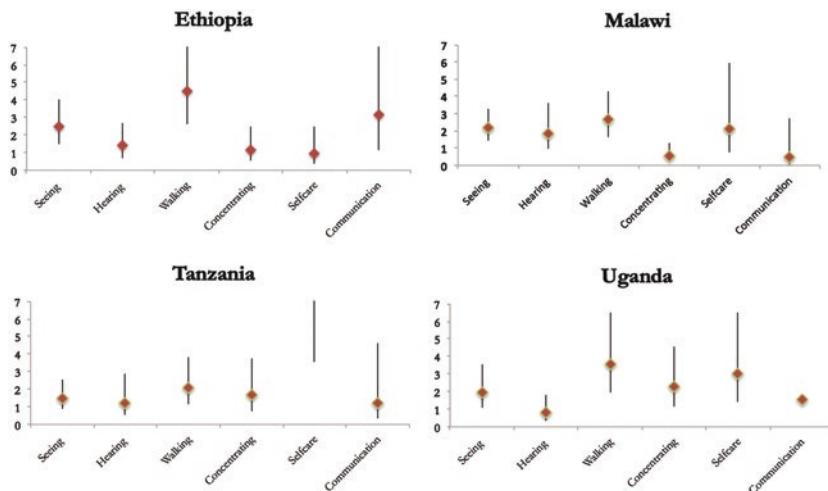 Ethiopia
7
6
5
4
3
2
1
0
Seeing
Hearing
Walking
Concentrating
Selfcare
Communication
Malawi
7
6
5
4
3
2
1
0
Seeing
Hearing
Walking
Concentrating
Selfcare
Communication
Tanzania
7
6
5
4
3
2
1
0
Seeing
Hearing
Walking
Concentrating
Selfcare
Communication
Uganda
7
6
5
4
3
2
1
0
Seeing
Hearing
Walking
Concentrating
Selfcare
Communication